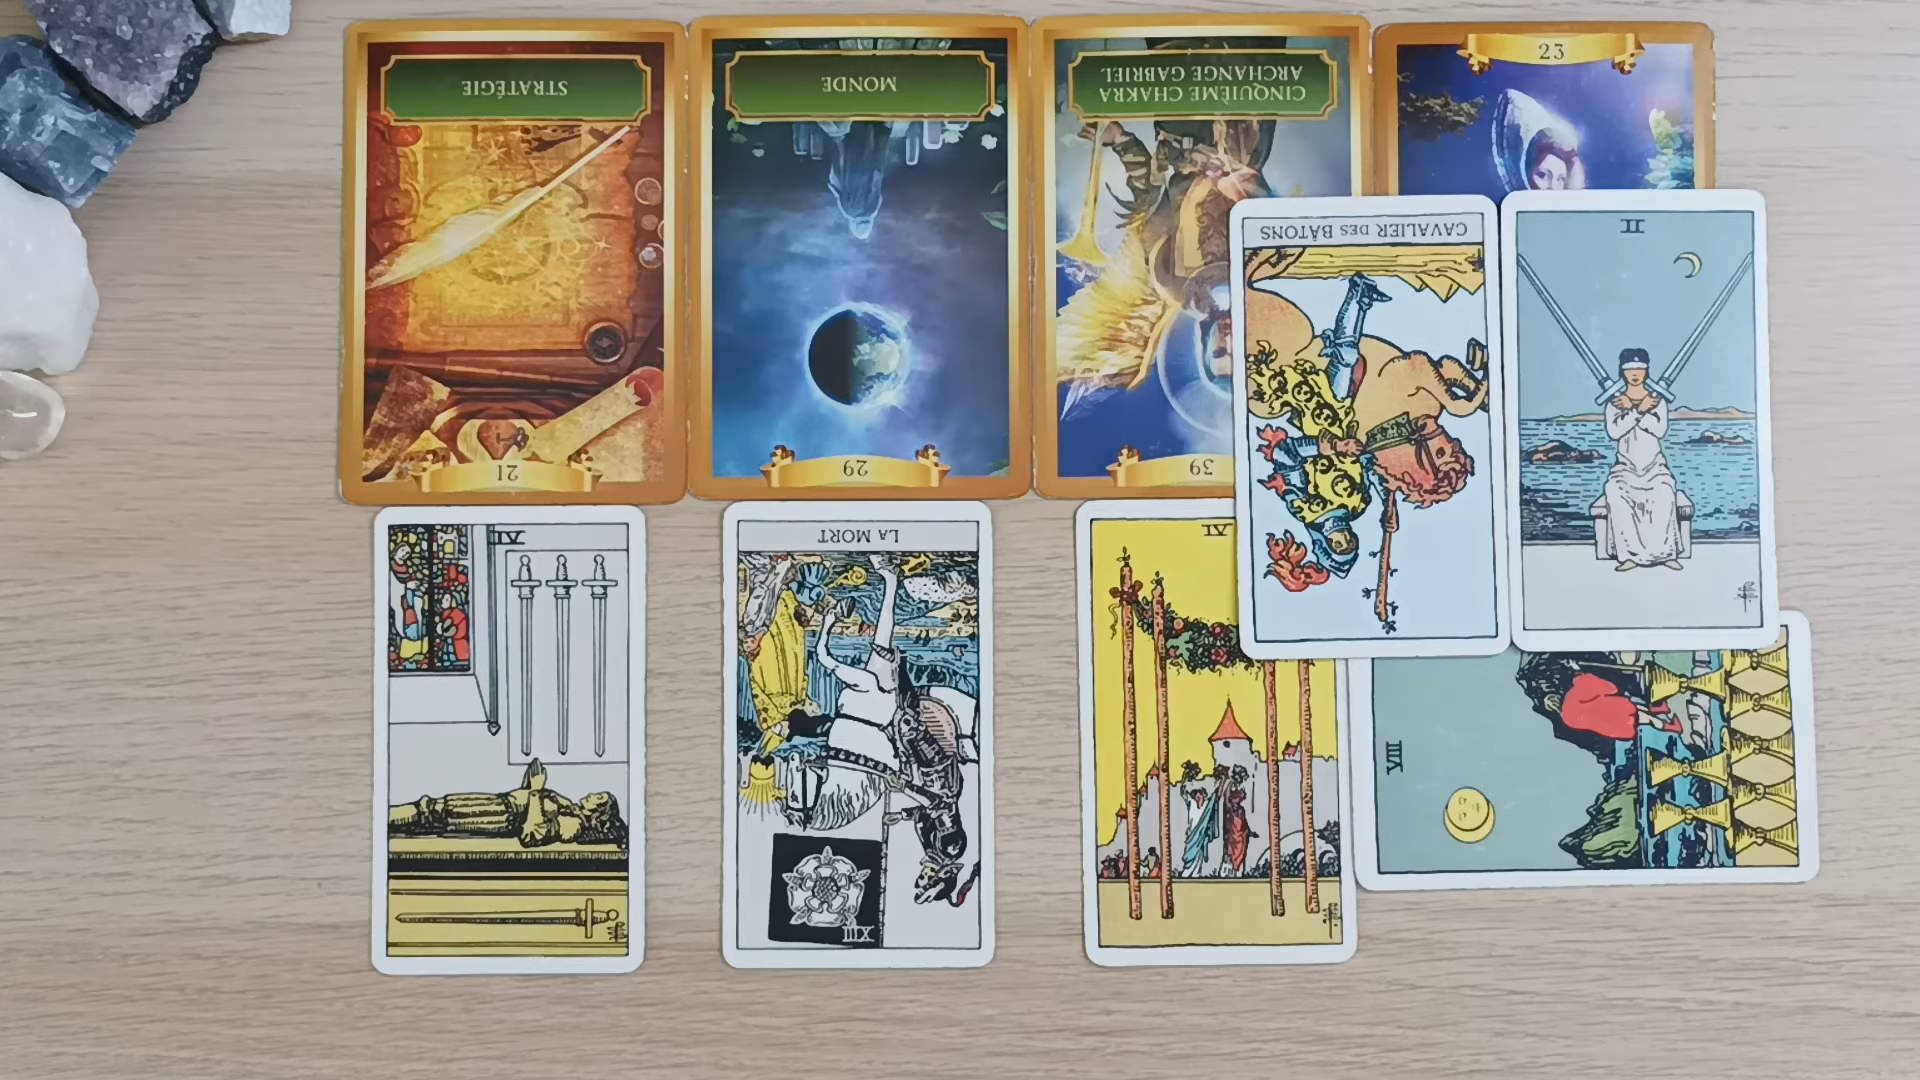 STRATÉGIE
21
MONDE
29
CINQUIÈME CHAKRA
ARCHANGE GABRIEL
39
23
CAVALIER DES BÂTONS
II
IV
LA MORT
XIII
IV
VIII